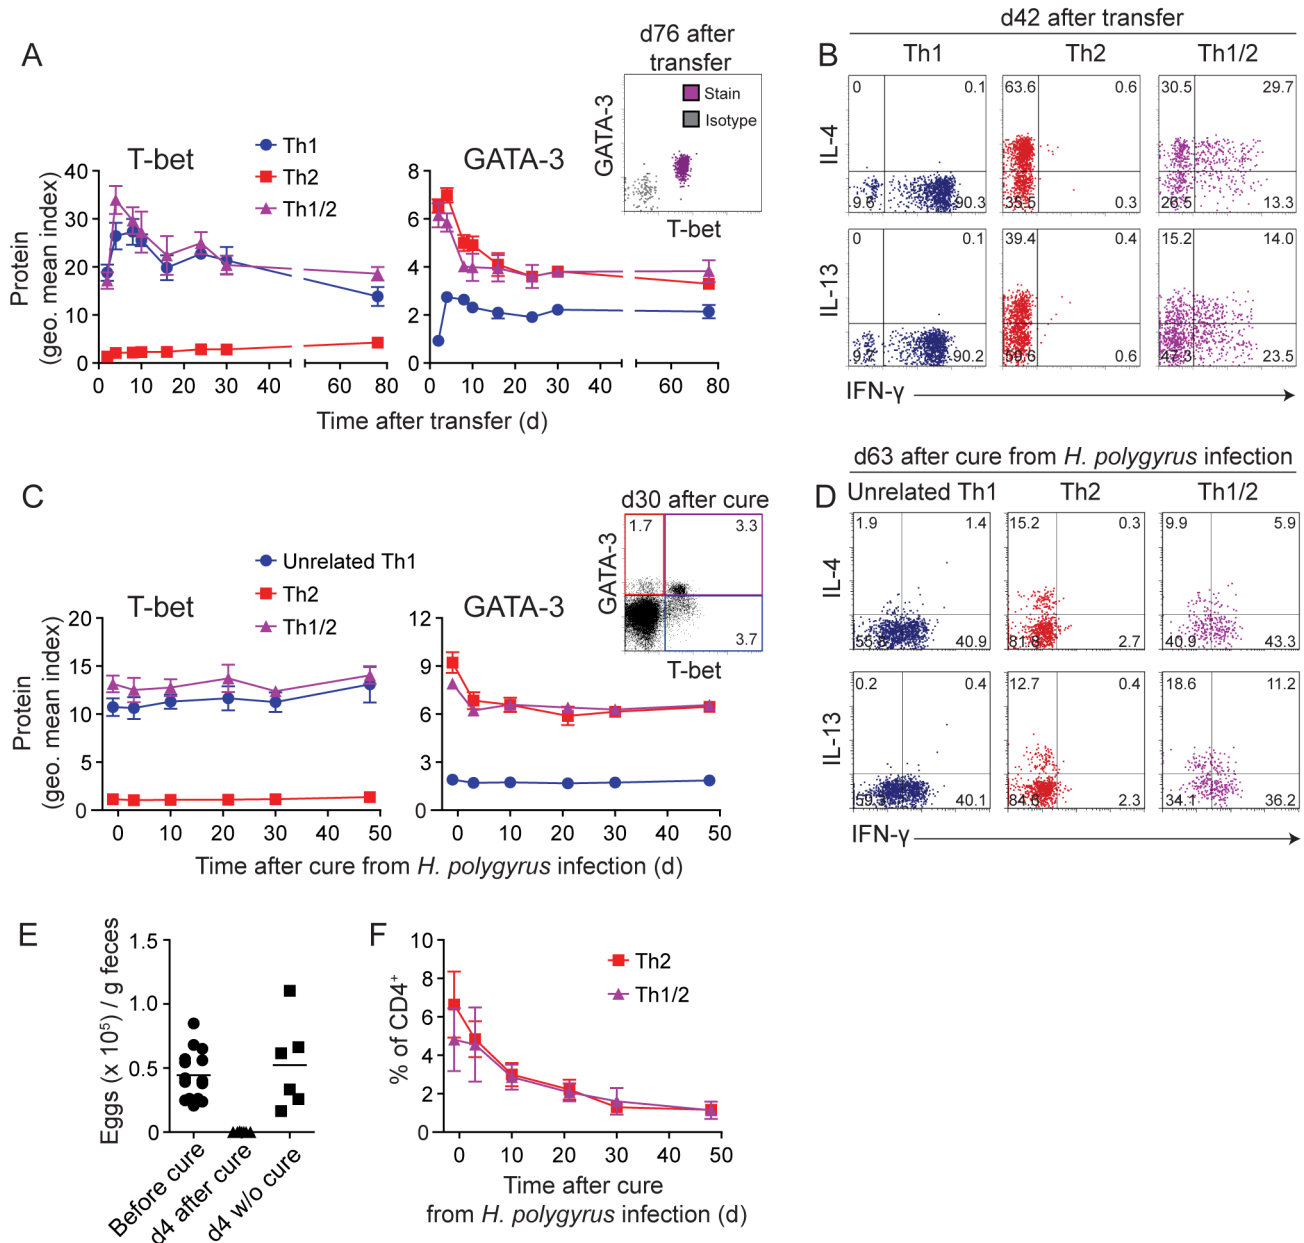 A
T-bet
Th1
Th2
Th1/2
GATA-3
d76 after
transfer
GATA-3
Stain
Isotype
T-bet
Protein
(geo. mean index)
40
30
20
10
0
0 20 40 60 80
8
6
4
2
0
0 20 40 60 80
Time after transfer (d)
B
d42 after transfer
Th1 Th2 Th1/2
IL-4
0 0.1 63.6 0.6 30.5 29.7
9.6 90.3 35.5 0.3 26.5 13.3
IL-13
0 0.1 39.4 0.4 15.2 14.0
9.7 90.2 59.6 0.6 47.3 23.5
IFN-γ
C
T-bet
Unrelated Th1
Th2
Th1/2
GATA-3
d30 after cure
GATA-3
1.7 3.3
3.7
T-bet
Protein
(geo. mean index)
20
15
10
5
0
0 10 20 30 40 50
12
9
6
3
0
0 10 20 30 40 50
Time after cure from H. polygyrus infection (d)
D
d63 after cure from H. polygyrus infection
Unrelated Th1 Th2 Th1/2
IL-4
1.9 1.4 15.2 0.3 9.9 5.9
40.9 81.8 2.7 40.9 43.3
IL-13
0.2 0.4 12.7 0.4 18.6 11.2
59.3 40.1 84.6 2.3 34.1 36.2
IFN-γ
E
Eggs (x 10⁵) / g feces
1.5
1.0
0.5
0
Before cure
d4 after cure
d4 w/o cure
F
% of CD4⁺
Th2
Th1/2
10
8
6
4
2
0
0 10 20 30 40 50
Time after cure
from H. polygyrus infection (d)